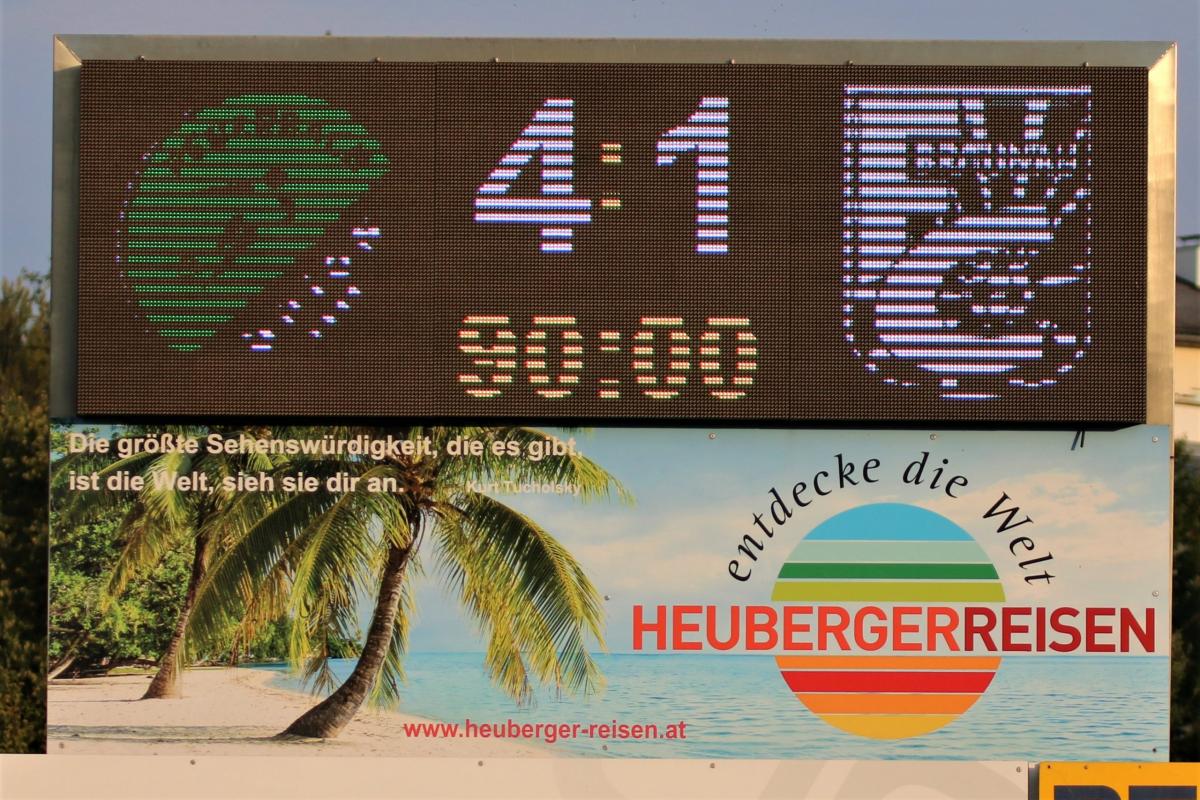 4:1
90:00
Die größte Sehenswürdigkeit, die es gibt,
ist die Welt, sieh sie dir an.
Kurt Tucholsky
entdecke die Welt
HEUBERGERREISEN
www.heuberger-reisen.at